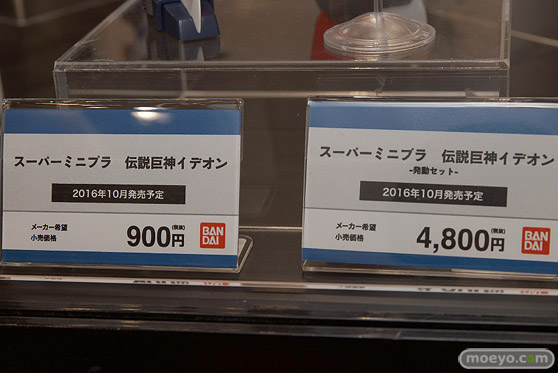 スーパーミニプラ 伝説巨神イデオン
2016年10月発売予定
メーカー希望
小売価格
900円
(税抜)
BAN
DAI
スーパーミニプラ 伝説巨神イデオン
-発動セット-
2016年10月発売予定
メーカー希望
小売価格
4,800円
(税抜)
BAN
DAI
moeyo.com